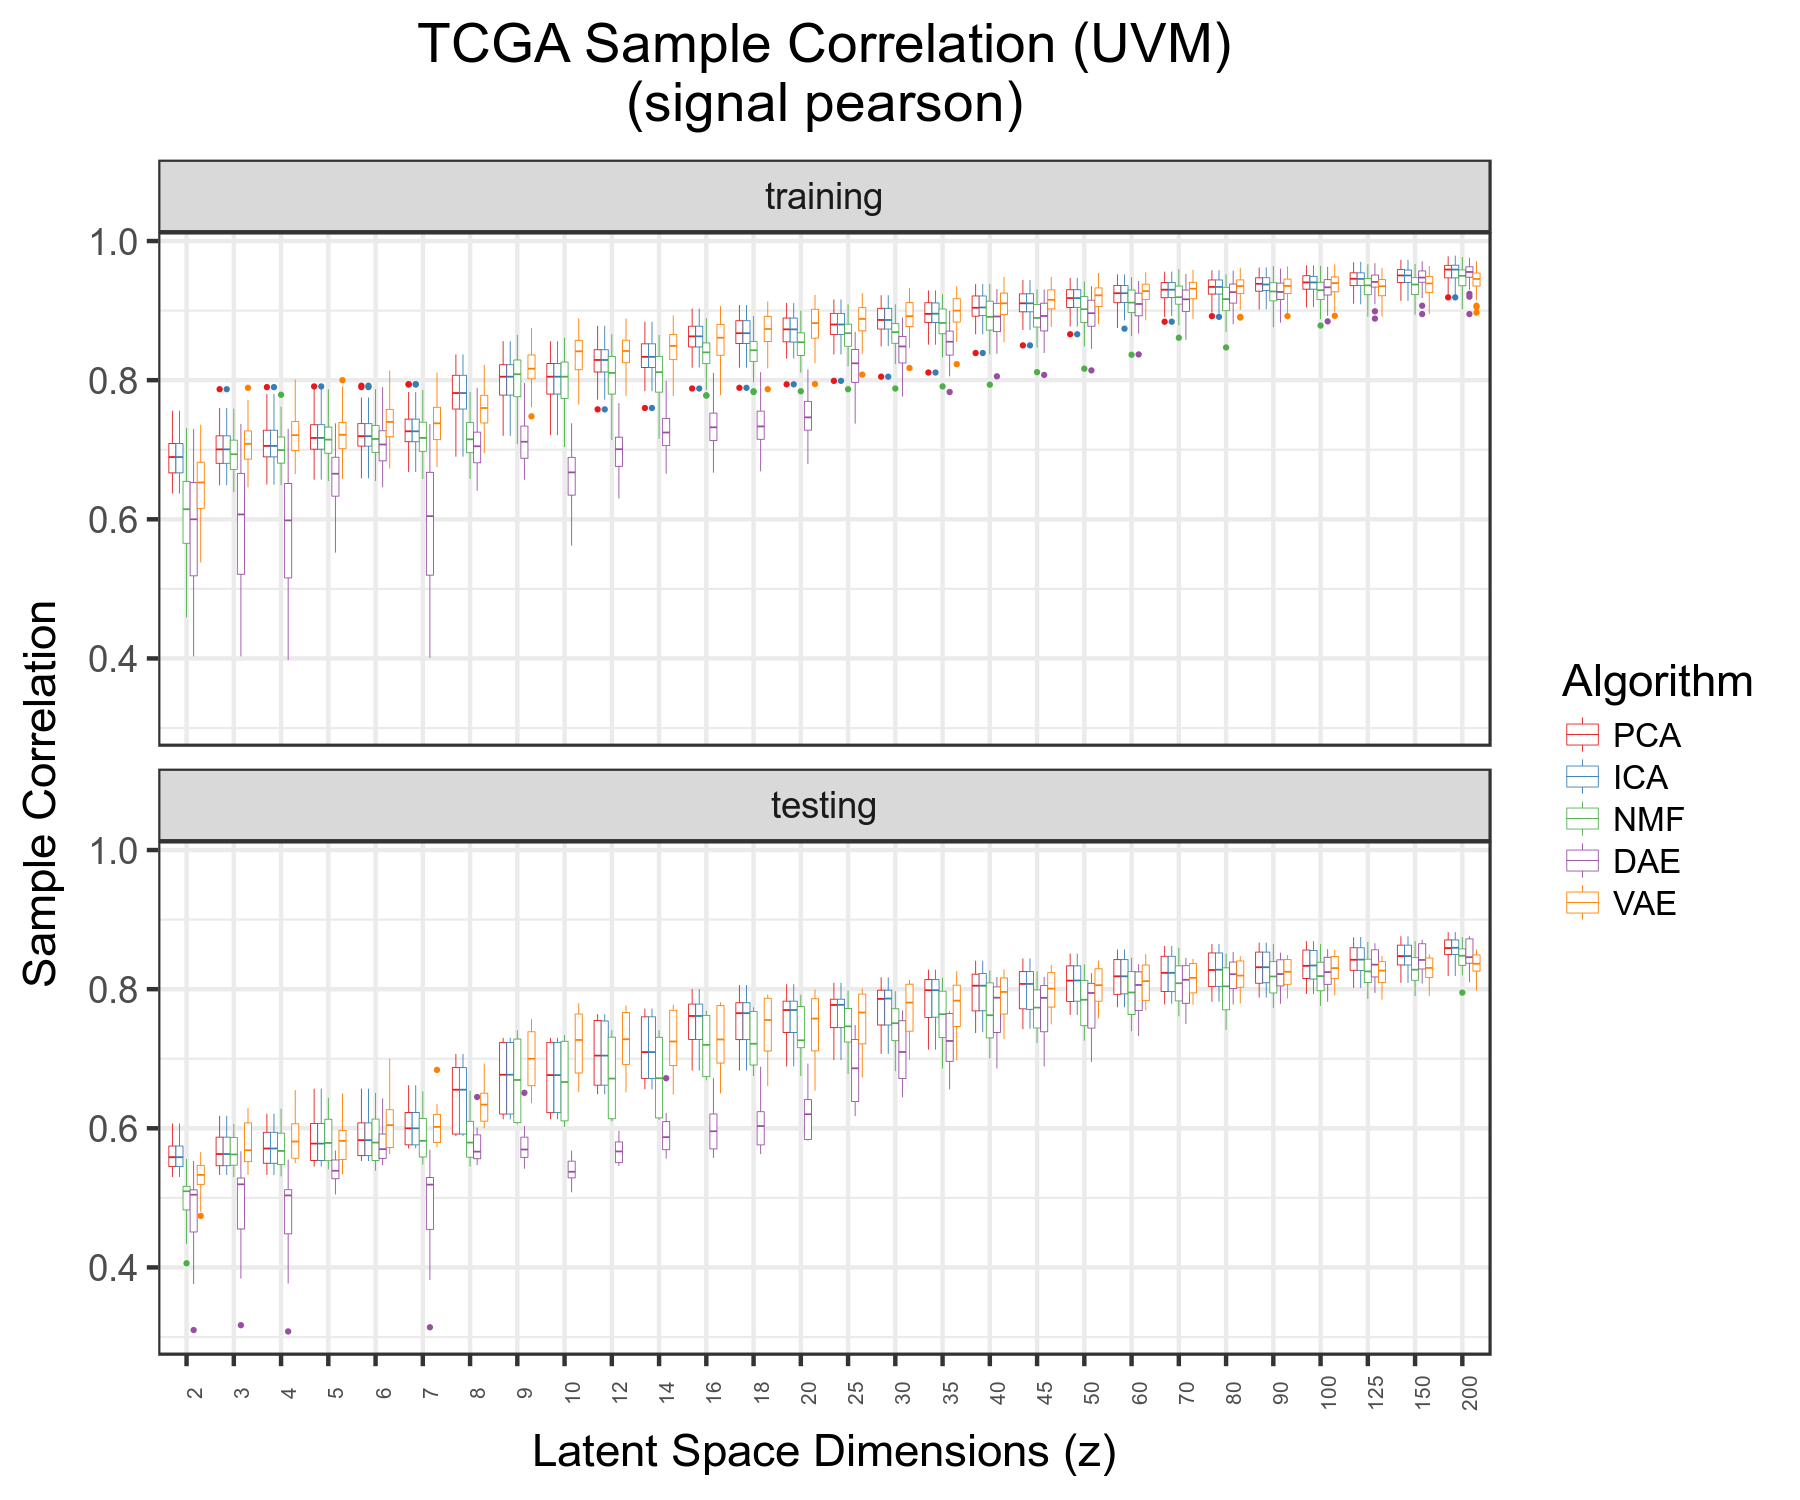 TCGA Sample Correlation (UVM)
(signal pearson)
training
1.0
0.8
0.6
0.4
testing
1.0
0.8
0.6
0.4
Sample Correlation
2 3 4 5 6 7 8 9 10 12 14 16 18 20 25 30 35 40 45 50 60 70 80 90 100 125 150 200
Latent Space Dimensions (z)
Algorithm
PCA
ICA
NMF
DAE
VAE